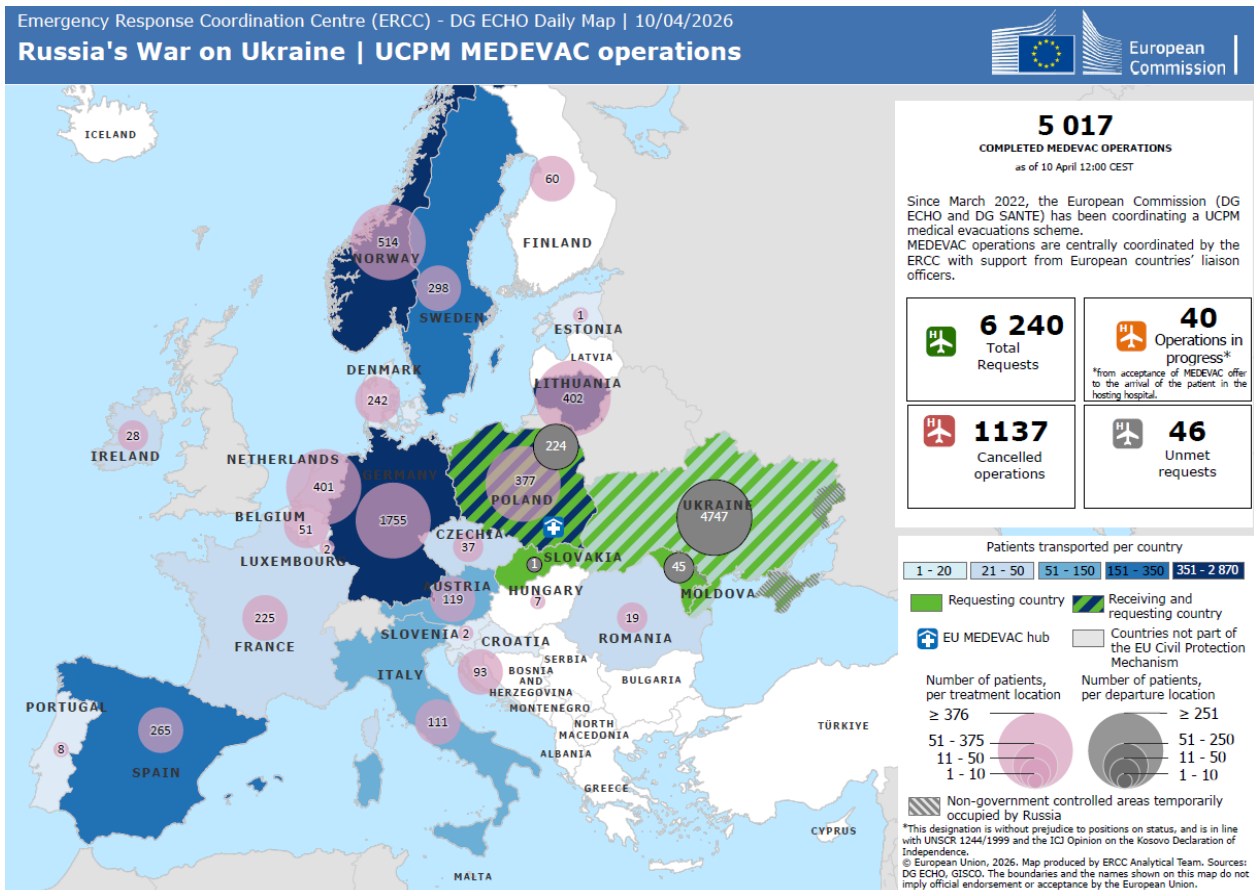 Emergency Response Coordination Centre (ERCC) - DG ECHO Daily Map | 10/04/2026
Russia's War on Ukraine | UCPM MEDEVAC operations
European
Commission
ICELAND
60
FINLAND
514
NORWAY
298
SWEDEN
1
ESTONIA
LATVIA
DENMARK
242
LITHUANIA
402
28
IRELAND
224
NETHERLANDS
401
GERMANY
1755
377
POLAND
UKRAINE
4747
BELGIUM
51
2
LUXEMBOURG
CZECHIA
37
SLOVAKIA
1
45
MOLDOVA
AUSTRIA
119
HUNGARY
7
225
FRANCE
SLOVENIA
2
CROATIA
19
ROMANIA
ITALY
93
BOSNIA
AND
HERZEGOVINA
SERBIA
BULGARIA
MONTENEGRO
NORTH
MACEDONIA
ALBANIA
GREECE
TÜRKIYE
CYPRUS
MALTA
111
PORTUGAL
8
265
SPAIN
5 017
COMPLETED MEDEVAC OPERATIONS
as of 10 April 12:00 CEST
Since March 2022, the European Commission (DG
ECHO and DG SANTE) has been coordinating a UCPM
medical evacuations scheme.
MEDEVAC operations are centrally coordinated by the
ERCC with support from European countries' liaison
officers.
H
6 240
Total
Requests
H
40
Operations in
progress*
*from acceptance of MEDEVAC offer
to the arrival of the patient in the
hosting hospital.
H
1137
Cancelled
operations
H
46
Unmet
requests
Patients transported per country
1 - 20
21 - 50
51 - 150
151 - 350
351 - 2 870
Requesting country
Receiving and
requesting country
EU MEDEVAC hub
Countries not part of
the EU Civil Protection
Mechanism
Number of patients,
per treatment location
≥ 376
51 - 375
11 - 50
1 - 10
Number of patients,
per departure location
≥ 251
51 - 250
11 - 50
1 - 10
Non-government controlled areas temporarily
occupied by Russia
*This designation is without prejudice to positions on status, and is in line
with UNSCR 1244/1999 and the ICJ Opinion on the Kosovo Declaration of
Independence.
© European Union, 2026. Map produced by ERCC Analytical Team. Sources:
DG ECHO, GISCO. The boundaries and the names shown on this map do not
imply official endorsement or acceptance by the European Union.